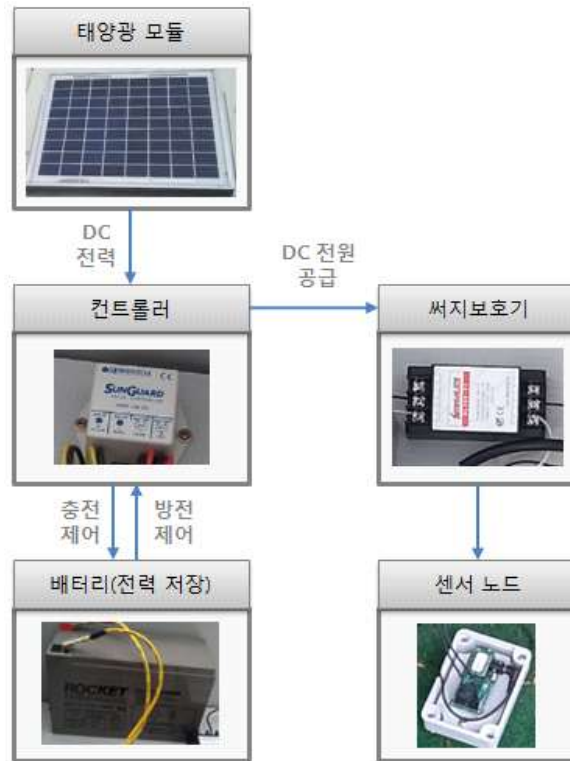 태양광 모듈
DC
전력
DC 전원
공급
컨트롤러
써지보호기
SUNGUARD
충전
제어
방전
제어
배터리(전력 저장)
센서 노드
ROCKET